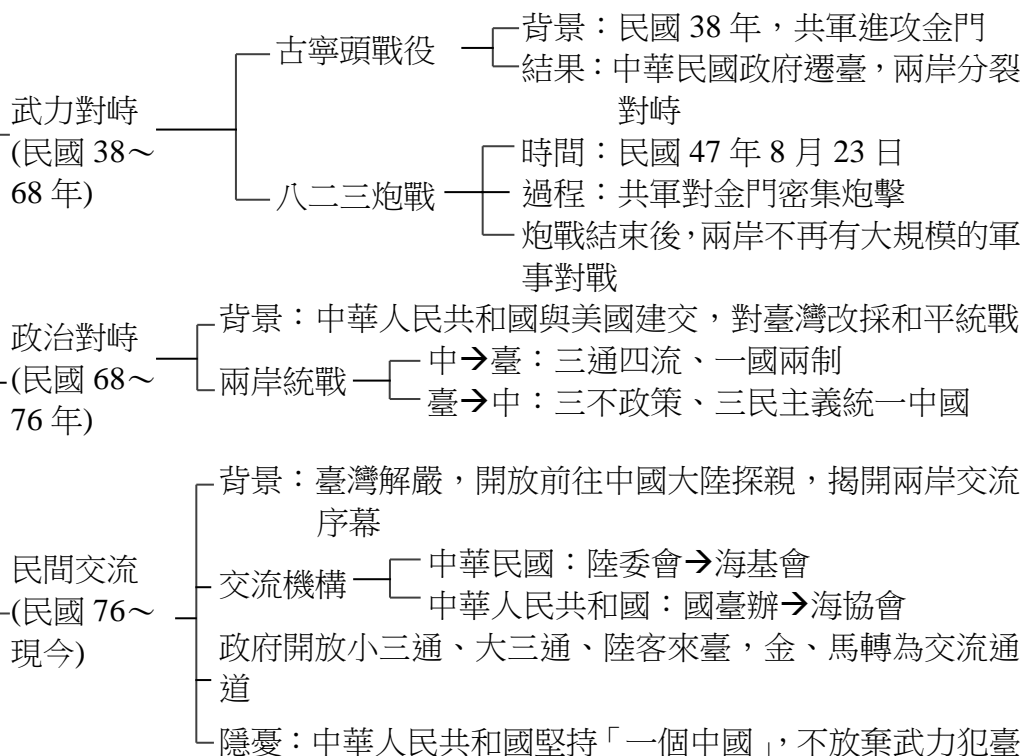 武力對峙
(民國 38～
68 年)
古寧頭戰役
背景：民國 38 年，共軍進攻金門
結果：中華民國政府遷臺，兩岸分裂
對峙
八二三炮戰
時間：民國 47 年 8 月 23 日
過程：共軍對金門密集炮擊
炮戰結束後，兩岸不再有大規模的軍
事對戰
政治對峙
(民國 68～
76 年)
背景：中華人民共和國與美國建交，對臺灣改採和平統戰
兩岸統戰
中→臺：三通四流、一國兩制
臺→中：三不政策、三民主義統一中國
民間交流
(民國 76～
現今)
背景：臺灣解嚴，開放前往中國大陸探親，揭開兩岸交流
序幕
交流機構
中華民國：陸委會→海基會
中華人民共和國：國臺辦→海協會
政府開放小三通、大三通、陸客來臺，金、馬轉為交流通
道
隱憂：中華人民共和國堅持「一個中國」，不放棄武力犯臺